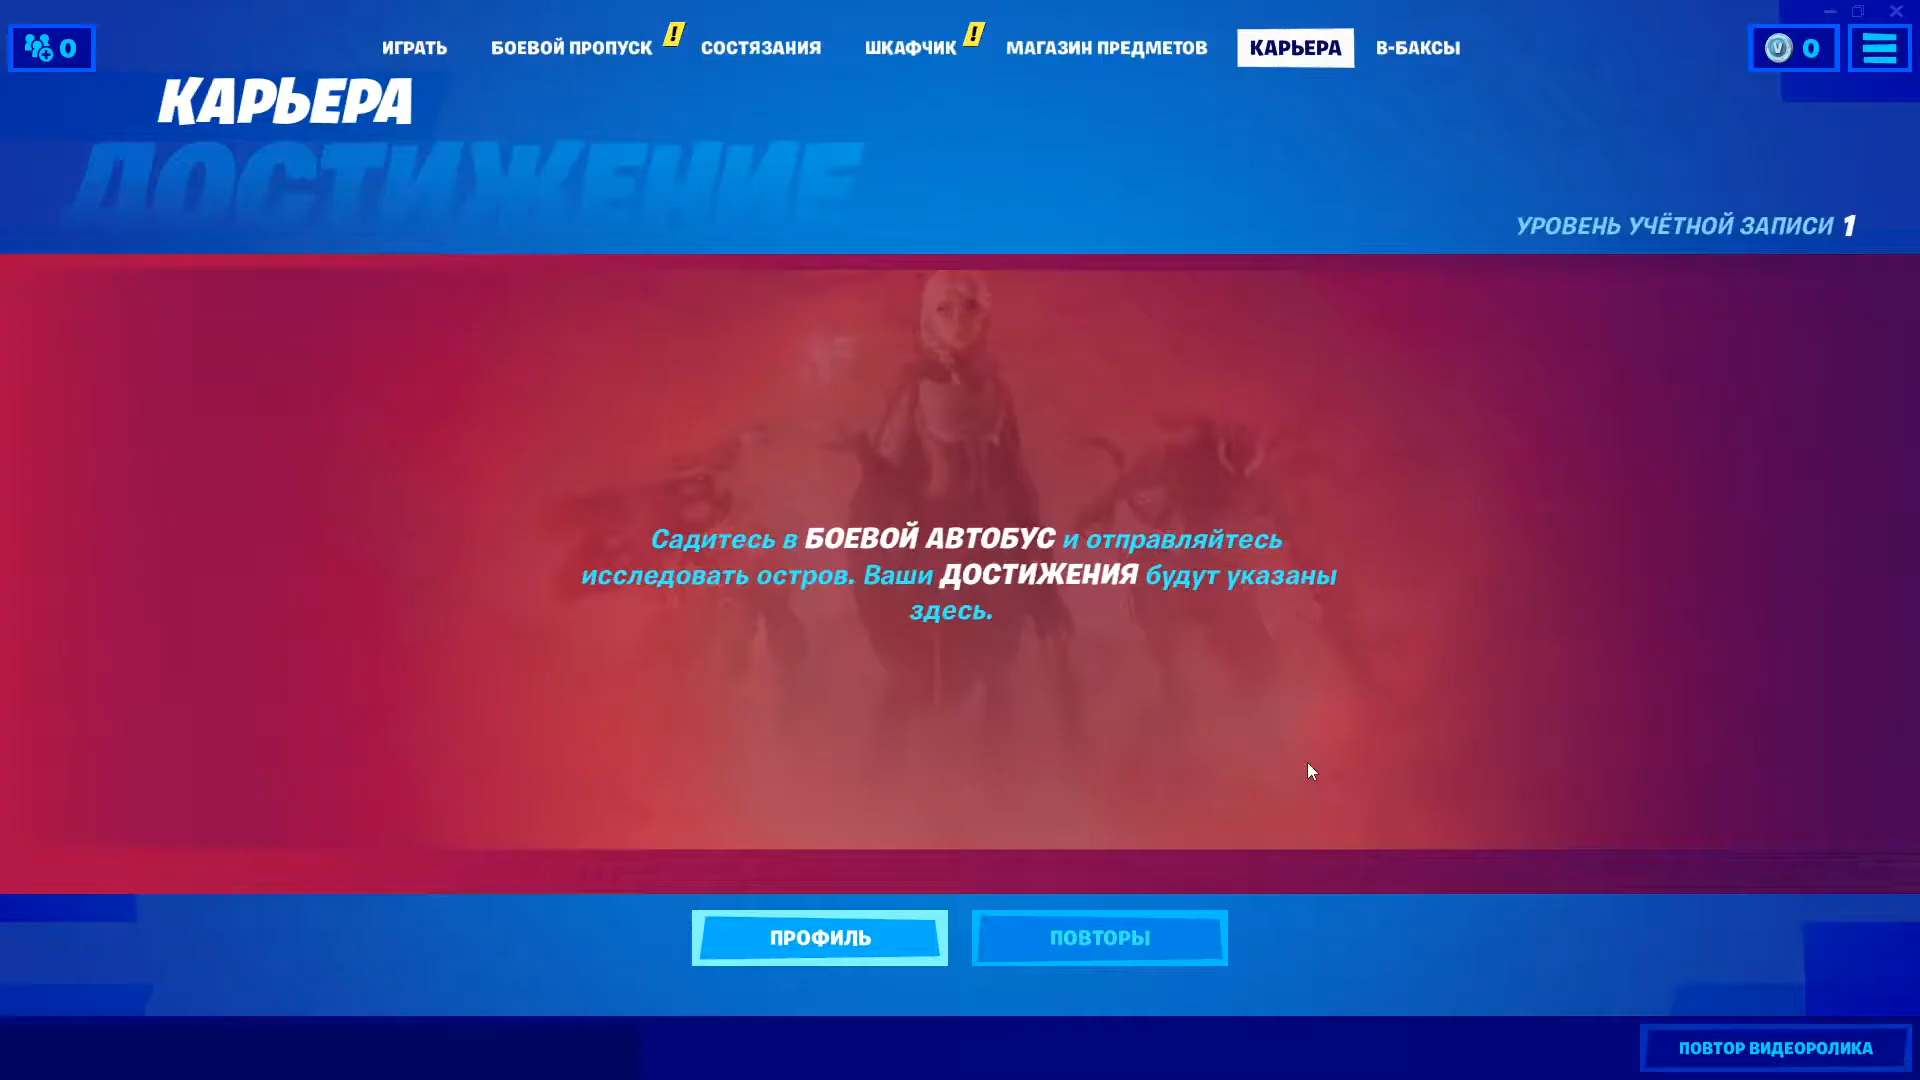 0
ИГРАТЬ
БОЕВОЙ ПРОПУСК
!
СОСТЯЗАНИЯ
ШКАФЧИК
!
МАГАЗИН ПРЕДМЕТОВ
КАРЬЕРА
В-БАКСЫ
V 0
КАРЬЕРА
ДОСТИЖЕНИЕ
УРОВЕНЬ УЧЁТНОЙ ЗАПИСИ 1
Садитесь в БОЕВОЙ АВТОБУС и отправляйтесь
исследовать остров. Ваши ДОСТИЖЕНИЯ будут указаны
здесь.
ПРОФИЛЬ
ПОВТОРЫ
ПОВТОР ВИДЕОРОЛИКА